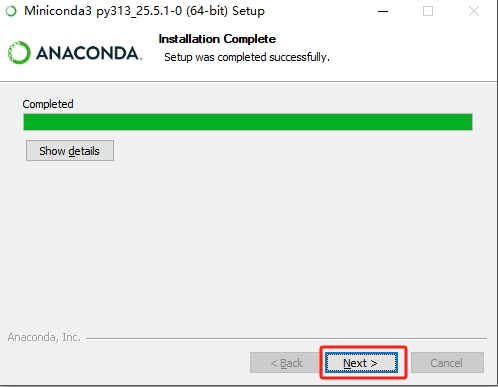 Miniconda3 py313_25.5.1-0 (64-bit) Setup
ANACONDA.
Installation Complete
Setup was completed successfully.
Completed
Show details
Anaconda, Inc.
< Back
Next >
Cancel